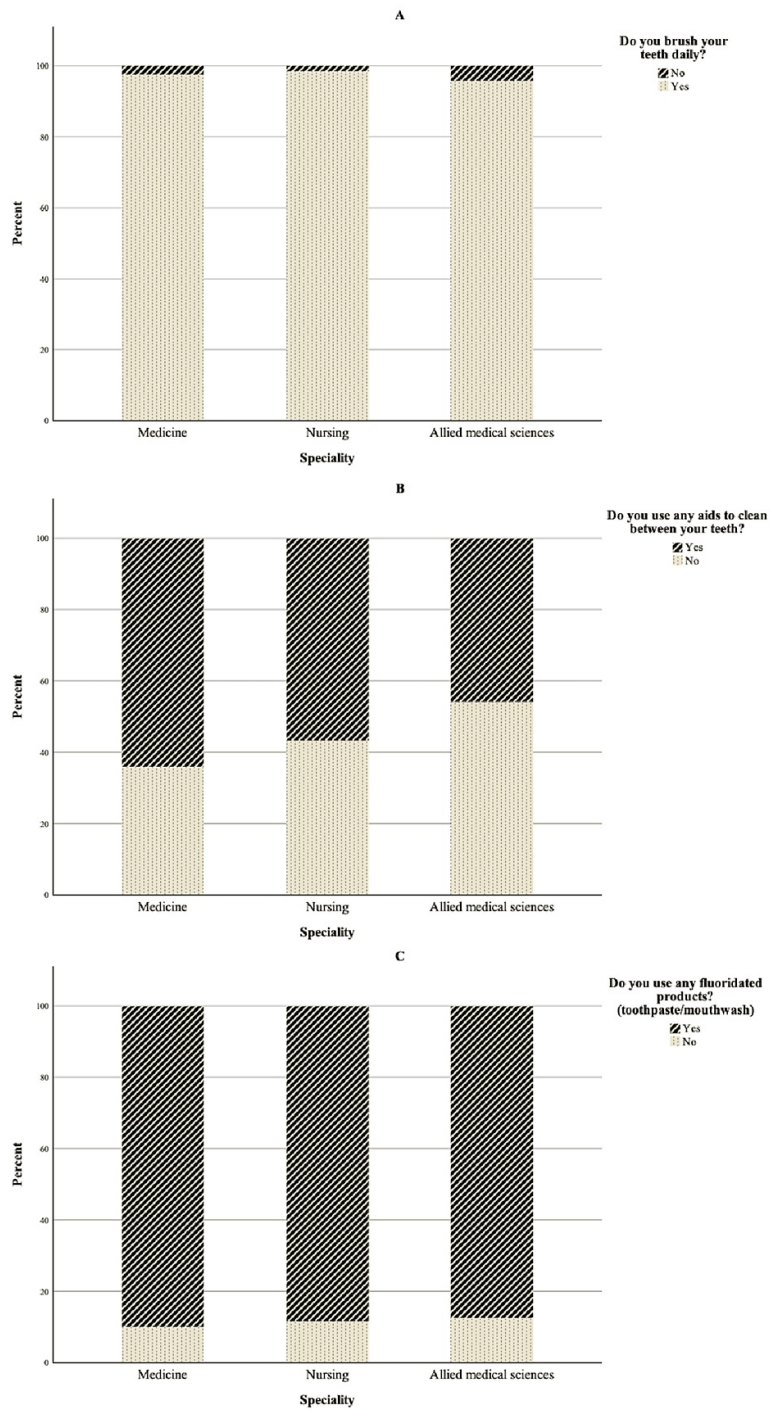 A
Do you brush your
teeth daily?
No
Yes
100
80
60
40
20
0
Percent
Medicine Nursing Allied medical sciences
Speciality
B
Do you use any aids to clean
between your teeth?
Yes
No
100
80
60
40
20
0
Percent
Medicine Nursing Allied medical sciences
Speciality
C
Do you use any fluoridated
products?
(toothpaste/mouthwash)
Yes
No
100
80
60
40
20
0
Percent
Medicine Nursing Allied medical sciences
Speciality